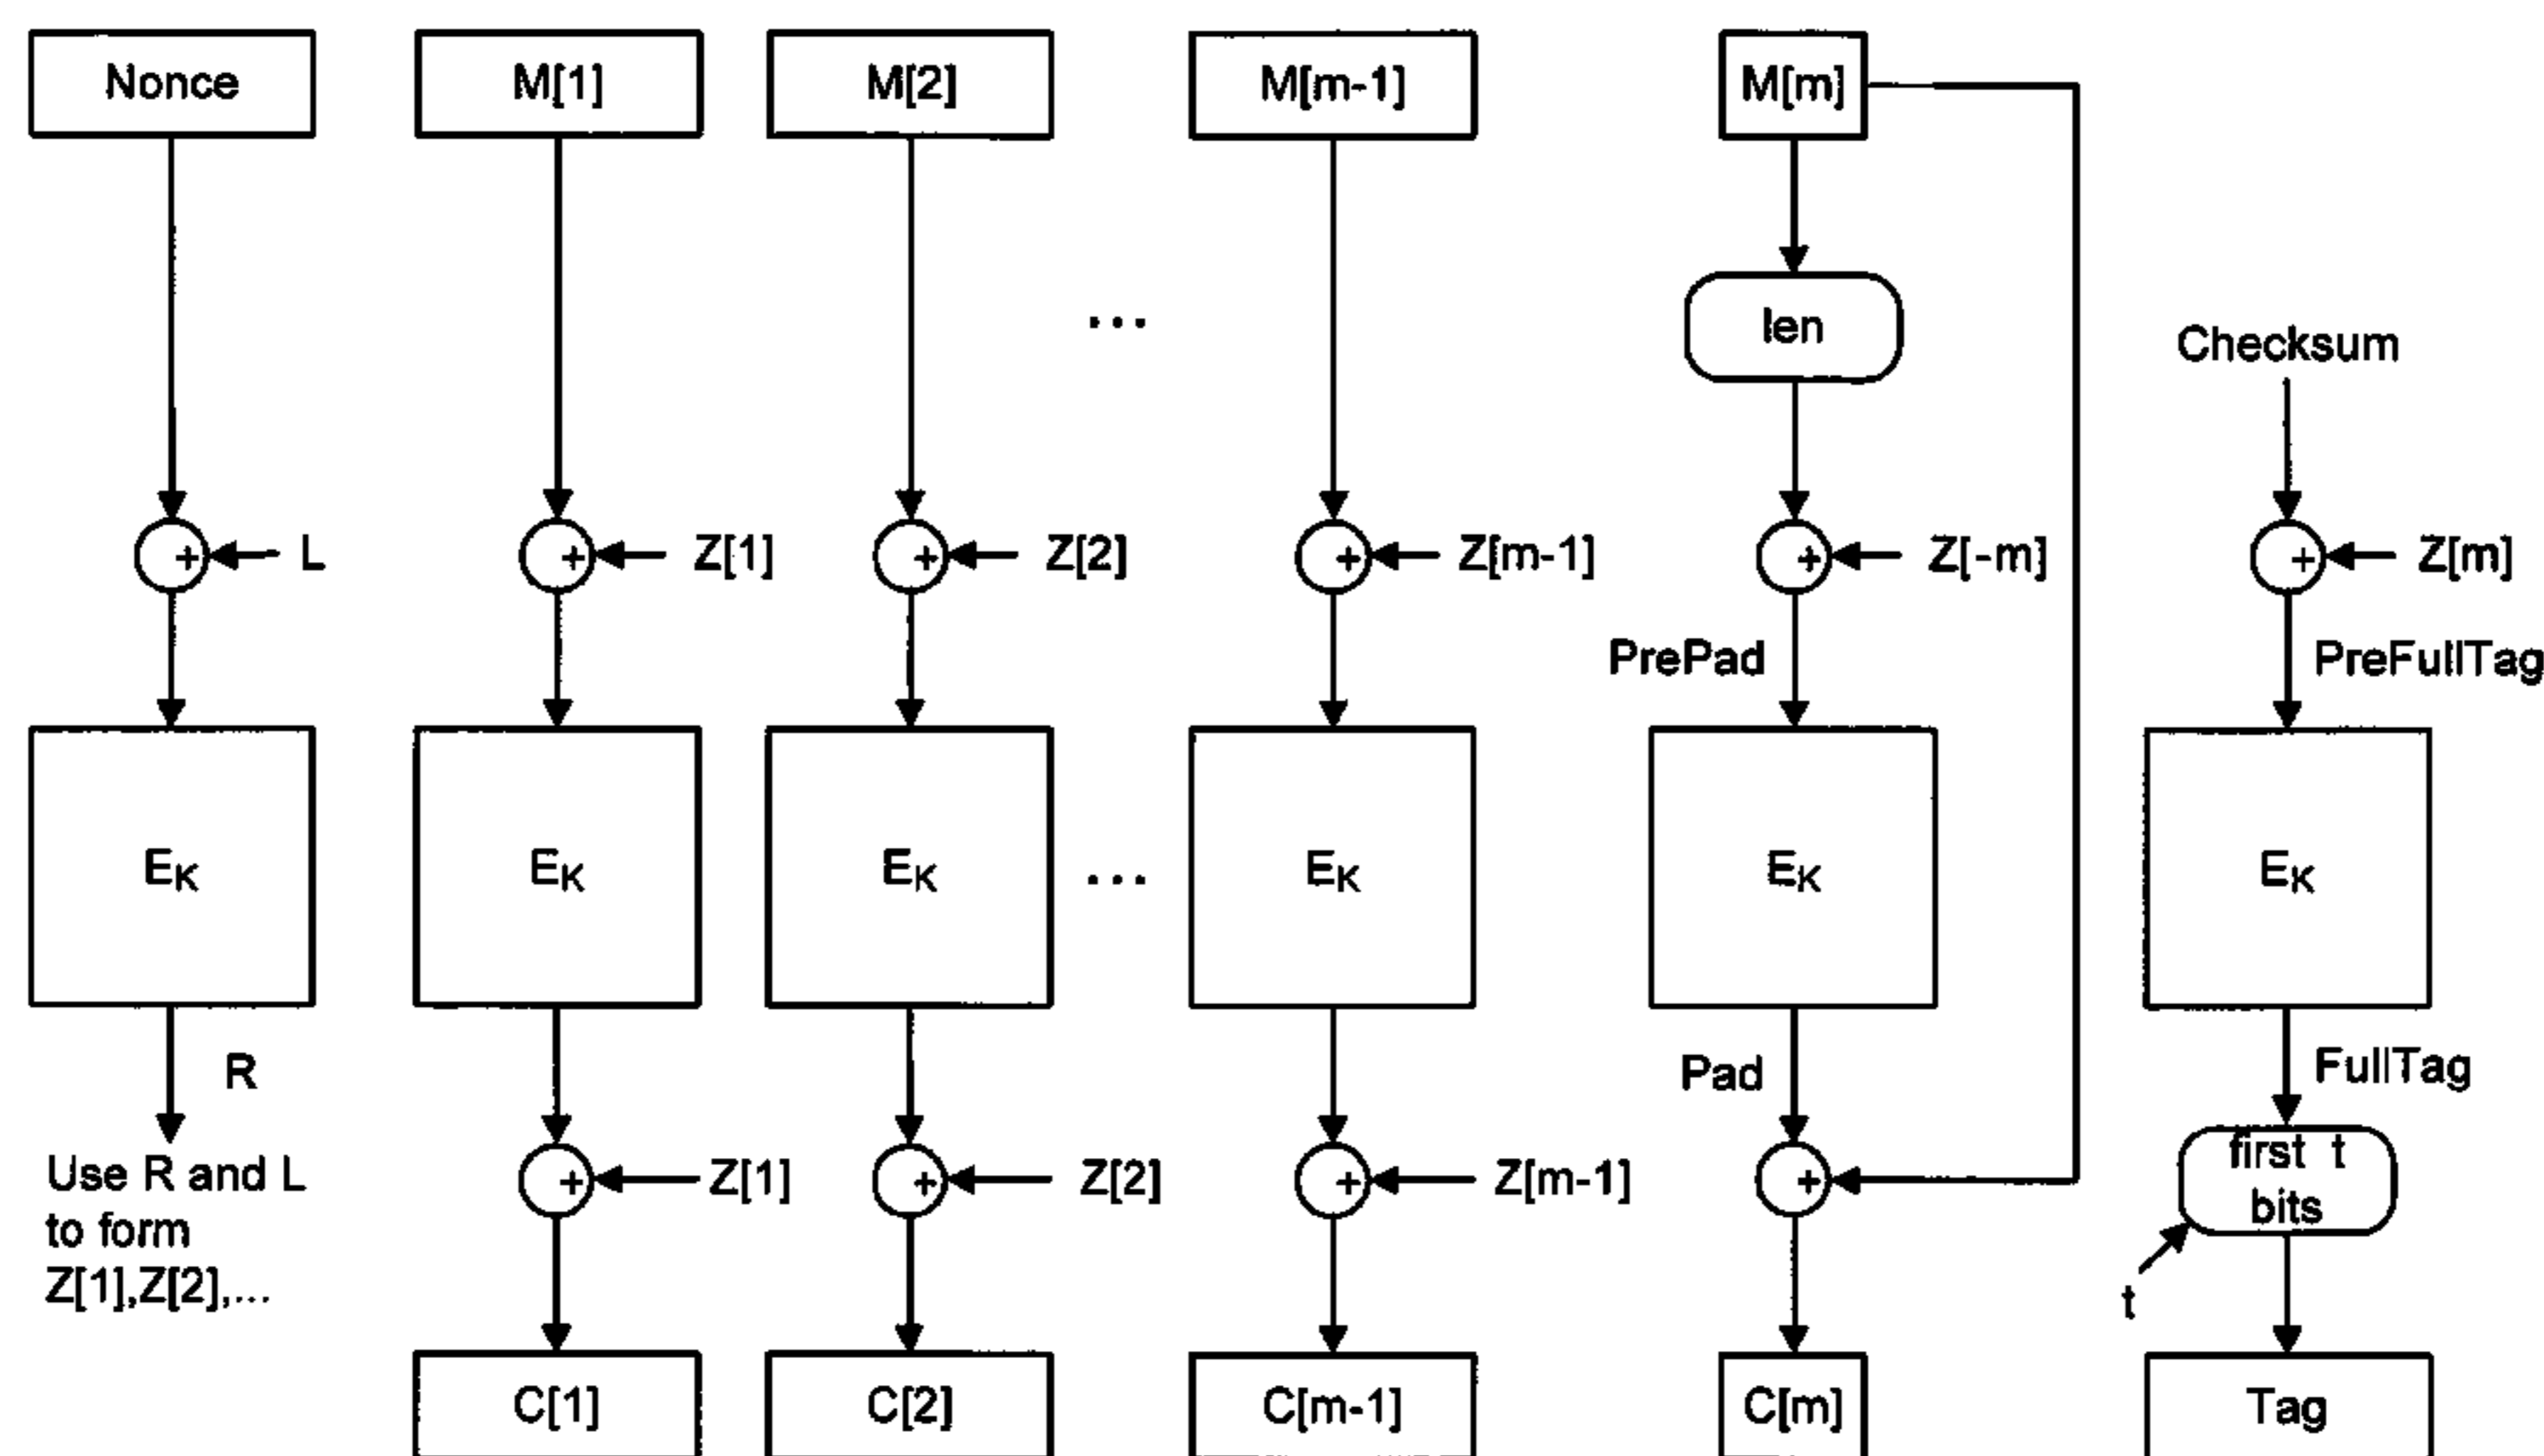 Nonce
M[1]
M[2]
M[m-1]
M[m]
...
len
Checksum
+
L
+
Z[1]
+
Z[2]
+
Z[m-1]
+
Z[-m]
+
Z[m]
PrePad
PreFullTag
EK
EK
EK
...
EK
EK
EK
R
Pad
FullTag
Use R and L
to form
Z[1],Z[2],...
+
Z[1]
+
Z[2]
+
Z[m-1]
+
first t
bits
t
C[1]
C[2]
C[m-1]
C[m]
Tag